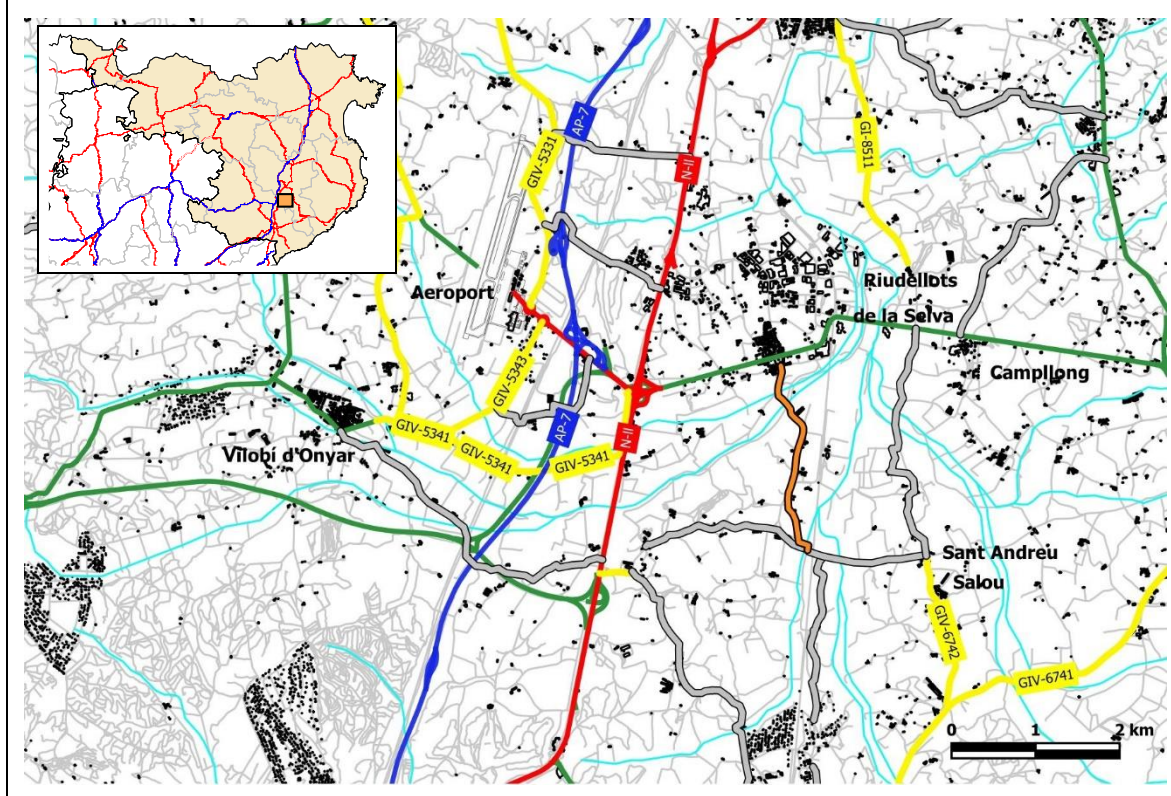 AP-7
GIV-5331
N-II
GI-8511
Aeroport
Riudellots
de la Selva
GIV-5343
Campllong
AP-7
N-II
GIV-5341
GIV-5341
GIV-5341
Vilobí d'Onyar
Sant Andreu
Salou
GIV-6742
GIV-6741
0 1 2 km